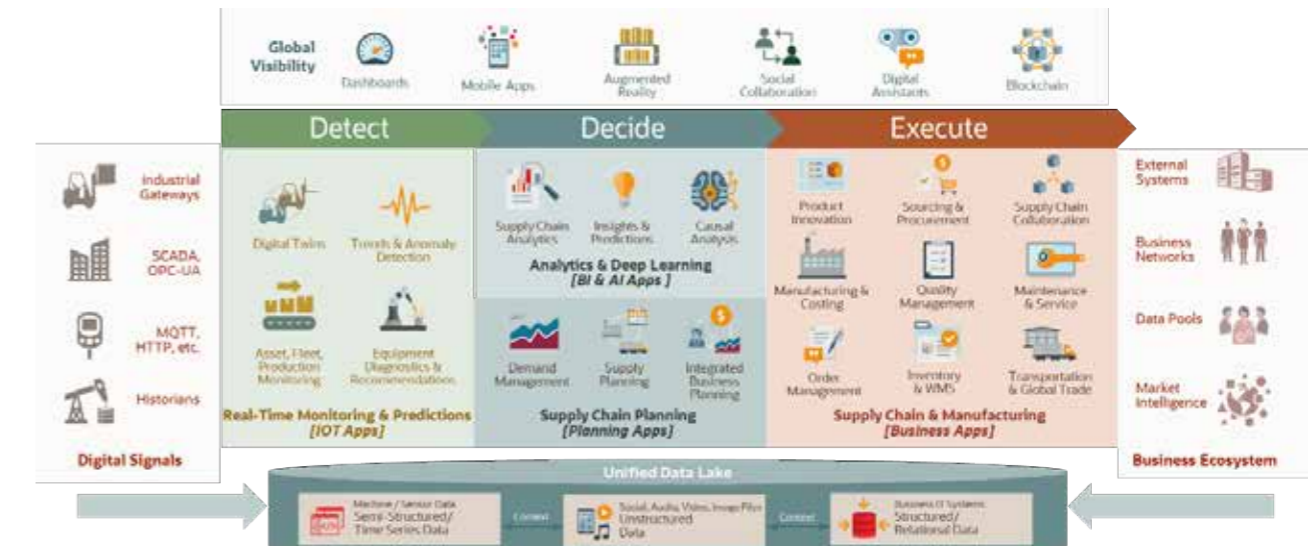 Global
Visibility
Dashboards
Mobile Apps
Augmented
Reality
Social
Collaboration
Digital
Assistants
Blockchain
Detect
Decide
Execute
Industrial
Gateways
SCADA,
OPC-UA
MQTT,
HTTP, etc.
Historians
Digital Signals
Digital Twins
Trends & Anomaly
Detection
Asset, Fleet,
Production
Monitoring
Equipment
Diagnostics &
Recommendations
Real-Time Monitoring & Predictions
[IOT Apps]
Supply Chain
Analytics
Insights &
Predictions
Causal
Analysis
Analytics & Deep Learning
[BI & AI Apps ]
Demand
Management
Supply
Planning
Integrated
Business
Planning
Supply Chain Planning
[Planning Apps]
Product
Innovation
Sourcing &
Procurement
Supply Chain
Collaboration
Manufacturing &
Costing
Quality
Management
Maintenance
& Service
Order
Management
Inventory
& WMS
Transportation
& Global Trade
Supply Chain & Manufacturing
[Business Apps]
External
Systems
Business
Networks
Data Pools
Market
Intelligence
Business Ecosystem
Unified Data Lake
Machine / Sensor Data
Semi-Structured/
Time Series Data
Context
Social, Audio, Video, Image Files
Unstructured
Data
Context
Business IT Systems
Structured/
Relational Data